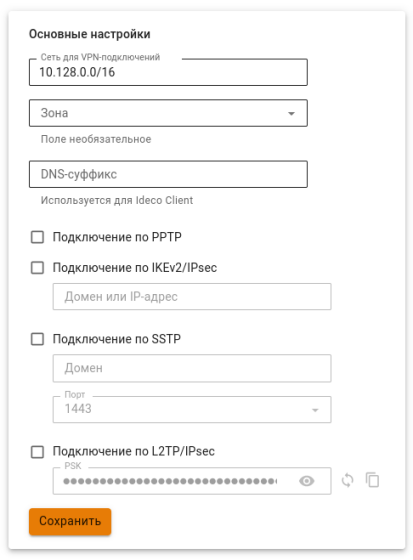 Основные настройки
Сеть для VPN-подключений
10.128.0.0/16
Зона
Поле необязательное
DNS-суффикс
Используется для Ideco Client
Подключение по PPTP
Подключение по IKEv2/IPsec
Домен или IP-адрес
Подключение по SSTP
Домен
Порт
1443
Подключение по L2TP/IPsec
PSK
Сохранить